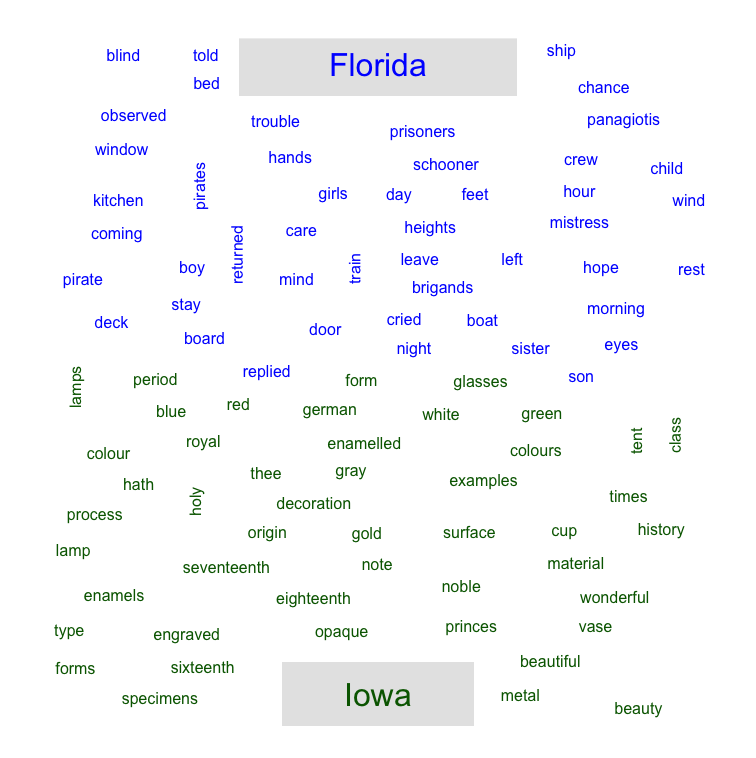 ship
blind
told
Florida
bed
chance
observed
trouble
panagiotis
prisoners
window
hands
schooner
crew
child
pirates
kitchen
girls
day
feet
hour
wind
coming
returned
care
heights
mistress
pirate
boy
mind
train
leave
left
hope
rest
brigands
stay
morning
deck
board
door
cried
boat
night
sister
eyes
replied
son
lamps
period
form
glasses
blue
red
german
white
green
colour
royal
enamelled
colours
tent
class
hath
holy
thee
gray
examples
process
decoration
times
origin
gold
surface
cup
history
lamp
seventeenth
note
material
enamels
eighteenth
noble
wonderful
type
engraved
opaque
princes
vase
forms
sixteenth
beautiful
specimens
Iowa
metal
beauty